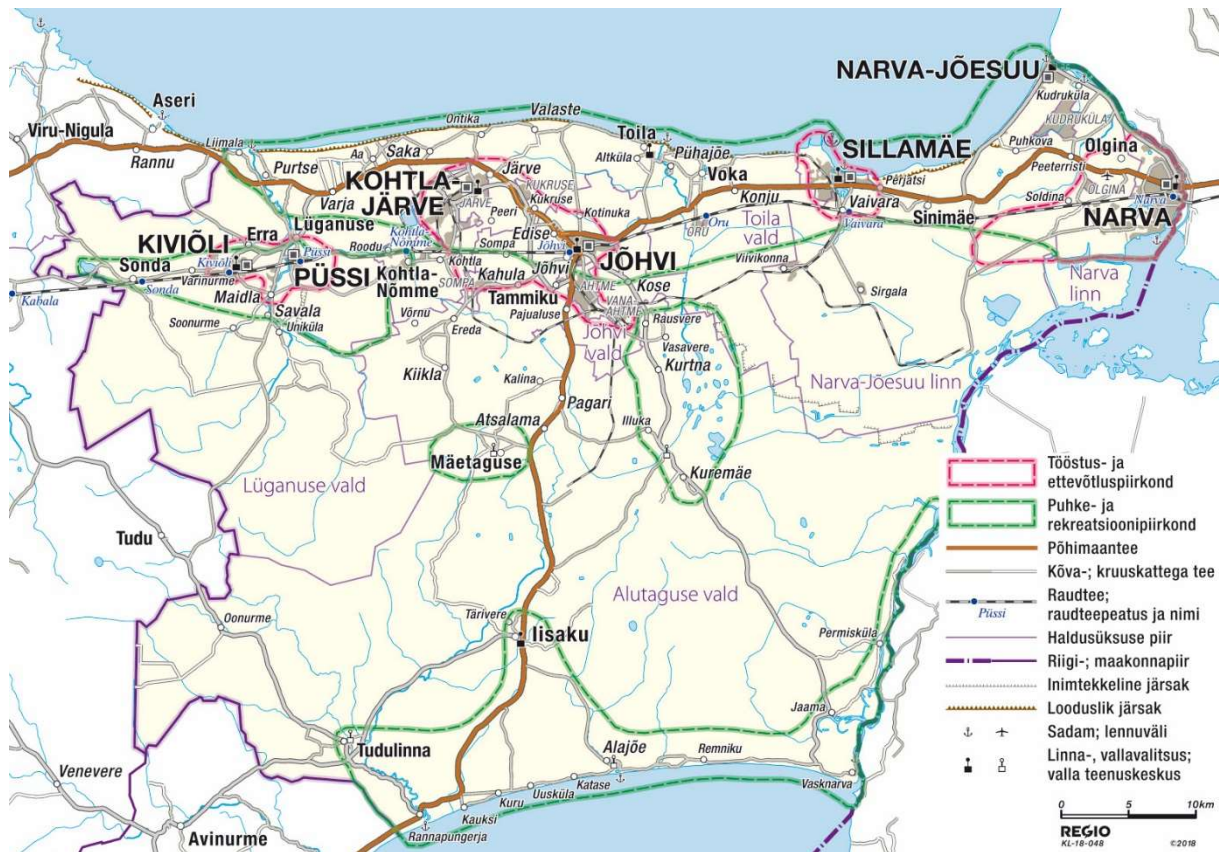 NARVA-JÕESUU
Kudruküla
KUDRUKÜLA
Aseri
Viru-Nigula
Rannu
Liimala
Purtse
Aa
Saka
Ontika
Valaste
Toila
Altküla
Pühajõe
Voka
Konju
SILLAMÄE
Perjatsi
Vaivara
Vaivara
Sinimäe
Puhkova
Peeterristi
Soldina
Olgina
OLGINA
Narva
NARVA
Narva
linn
Varja
KOHTLA-
JÄRVE
JÄRVE
Järve
KUKRUSE
Kukruse
Peeri
Kotinuka
Edise
Jõhvi
JÕHVI
Jõhvi
Oru
ORU
Toila
vald
Lüganuse
Erra
KIVIÕLI
Kiviõli
PÜSSI
Püssi
Sonda
Sonda
Varinurme
Kabala
Maidla
Savala
Soonurme
Uniküla
Roodu
Kohtla-
Nõmme
Kohtla-
Nõmme
Kohtla
Sompa
SOMPA
Kahula
Tammiku
Pajualuse
AHTME
VANA-
AHTME
Kose
Rausvere
Vasavere
Kurtna
Jõhvi
vald
Võrnu
Ereda
Kiikla
Kalina
Pagari
Atsalama
Mäetaguse
Viivikonna
Sirgala
Narva-Jõesuu linn
Illuka
Kuremäe
Lüganuse vald
Tudu
Oonurme
Tärivere
Iisaku
Alutaguse vald
Permisküla
Jaama
Tudulinna
Venevere
Avinurme
Rannapungerja
Kauksi
Kuru
Uusküla
Katase
Alajõe
Remniku
Vasknarva
Tööstus- ja
ettevõtluspiirkond
Puhke- ja
rekreatsioonipiirkond
Põhimaantee
Kõva-; kruuskattega tee
Püssi
Raudtee;
raudteepeatus ja nimi
Haldusüksuse piir
Riigi-; maakonnapiir
Inimtekkeline järsak
Looduslik järsak
Sadam; lennuväli
Linna-, vallavalitsus;
valla teenuskeskus
0 5 10km
REGIO
KL-18-048 ©2018